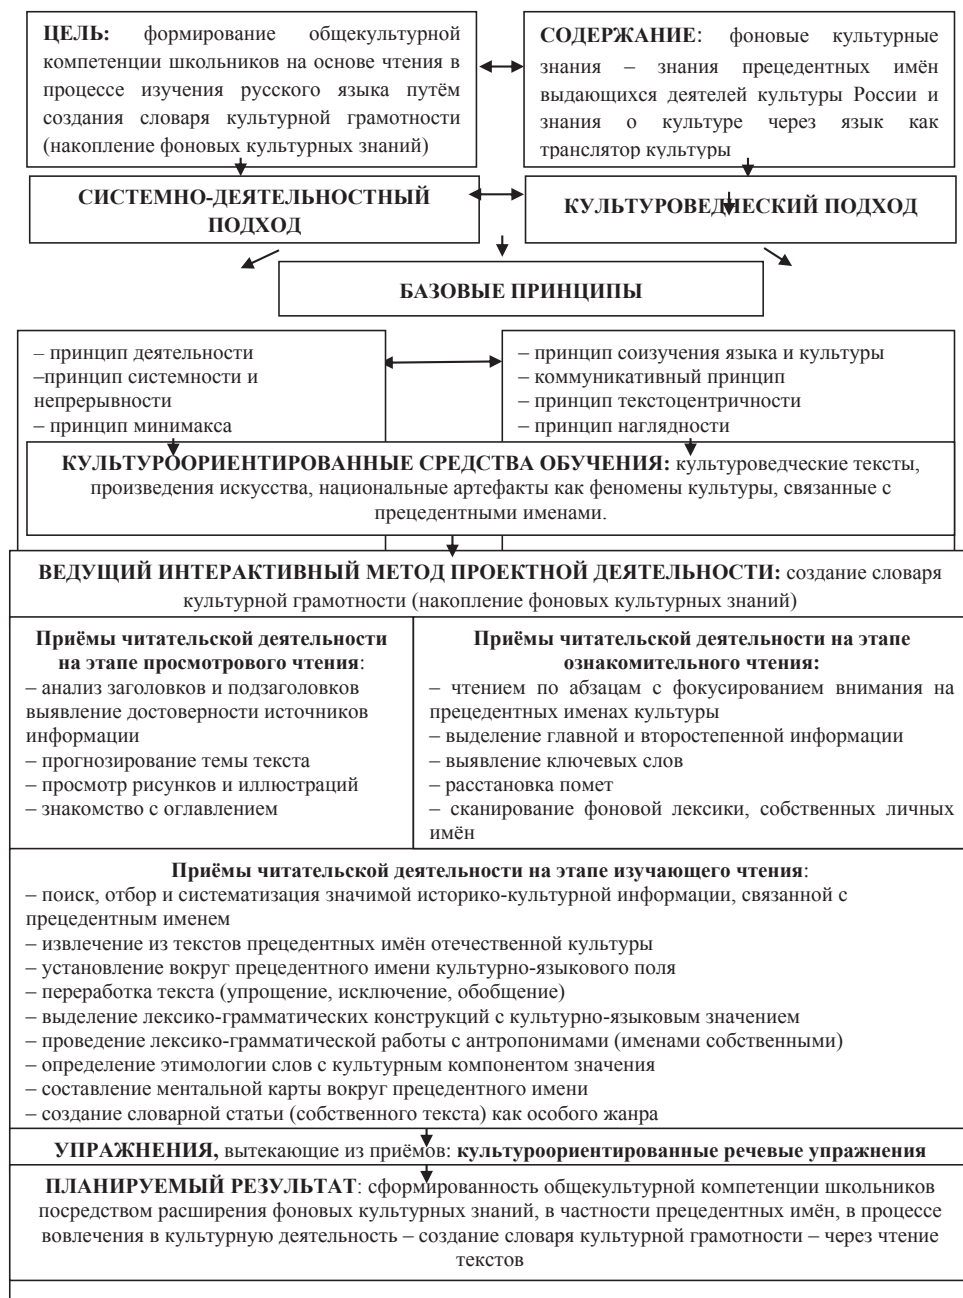 ЦЕЛЬ: формирование общекультурной
компетенции школьников на основе чтения в
процессе изучения русского языка путём
создания словаря культурной грамотности
(накопление фоновых культурных знаний)
СОДЕРЖАНИЕ: фоновые культурные
знания – знания прецедентных имён
выдающихся деятелей культуры России и
знания о культуре через язык как
транслятор культуры
СИСТЕМНО-ДЕЯТЕЛЬНОСТНЫЙ
ПОДХОД
КУЛЬТУРОВЕДЧЕСКИЙ ПОДХОД
БАЗОВЫЕ ПРИНЦИПЫ
– принцип деятельности
–принцип системности и
непрерывности
– принцип минимакса
– принцип соизучения языка и культуры
– коммуникативный принцип
– принцип текстоцентричности
– принцип наглядности
КУЛЬТУРООРИЕНТИРОВАННЫЕ СРЕДСТВА ОБУЧЕНИЯ: культуроведческие тексты,
произведения искусства, национальные артефакты как феномены культуры, связанные с
прецедентными именами.
ВЕДУЩИЙ ИНТЕРАКТИВНЫЙ МЕТОД ПРОЕКТНОЙ ДЕЯТЕЛЬНОСТИ: создание словаря
культурной грамотности (накопление фоновых культурных знаний)
Приёмы читательской деятельности
на этапе просмотрового чтения:
– анализ заголовков и подзаголовков
выявление достоверности источников
информации
– прогнозирование темы текста
– просмотр рисунков и иллюстраций
– знакомство с оглавлением
Приёмы читательской деятельности на этапе
ознакомительного чтения:
– чтением по абзацам с фокусированием внимания на
прецедентных именах культуры
– выделение главной и второстепенной информации
– выявление ключевых слов
– расстановка помет
– сканирование фоновой лексики, собственных личных
имён
Приёмы читательской деятельности на этапе изучающего чтения:
– поиск, отбор и систематизация значимой историко-культурной информации, связанной с
прецедентным именем
– извлечение из текстов прецедентных имён отечественной культуры
– установление вокруг прецедентного имени культурно-языкового поля
– переработка текста (упрощение, исключение, обобщение)
– выделение лексико-грамматических конструкций с культурно-языковым значением
– проведение лексико-грамматической работы с антропонимами (именами собственными)
– определение этимологии слов с культурным компонентом значения
– составление ментальной карты вокруг прецедентного имени
– создание словарной статьи (собственного текста) как особого жанра
УПРАЖНЕНИЯ, вытекающие из приёмов: культуроориентированные речевые упражнения
ПЛАНИРУЕМЫЙ РЕЗУЛЬТАТ: сформированность общекультурной компетенции школьников
посредством расширения фоновых культурных знаний, в частности прецедентных имён, в процессе
вовлечения в культурную деятельность – создание словаря культурной грамотности – через чтение
текстов